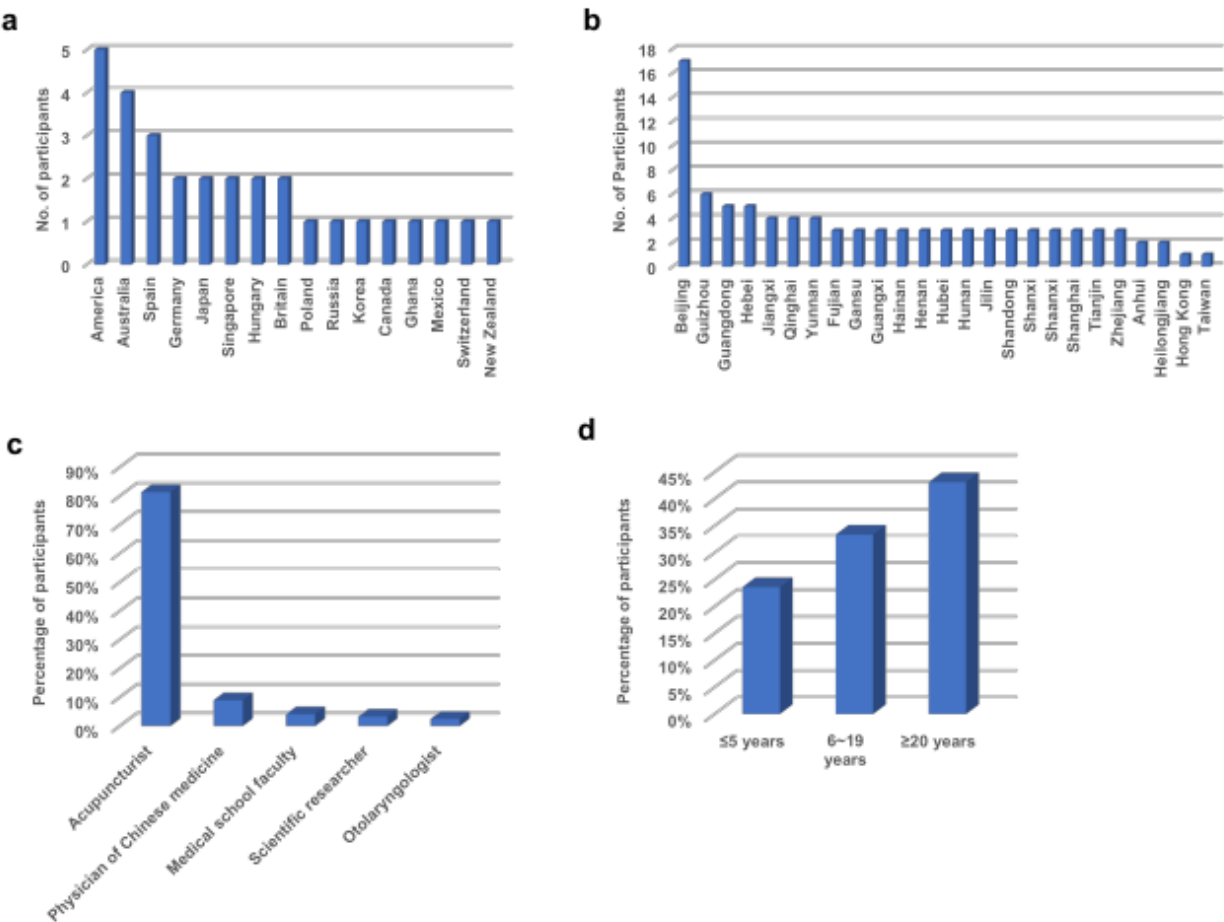 a
No. of participants
5
4
3
2
1
0
America
Australia
Spain
Germany
Japan
Singapore
Hungary
Britain
Poland
Russia
Korea
Canada
Ghana
Mexico
Switzerland
New Zealand
b
No. of Participants
18
16
14
12
10
8
6
4
2
0
Beijing
Guizhou
Guangdong
Hebei
Jiangxi
Qinghai
Yunnan
Fujian
Gansu
Guangxi
Hainan
Henan
Hubei
Hunan
Jilin
Shandong
Shanxi
Shaanxi
Shanghai
Tianjin
Zhejiang
Anhui
Heilongjiang
Hong Kong
Taiwan
c
Percentage of participants
90%
80%
70%
60%
50%
40%
30%
20%
10%
0%
Acupuncturist
Physician of Chinese medicine
Medical school faculty
Scientific researcher
Otolaryngologist
d
Percentage of participants
45%
40%
35%
30%
25%
20%
15%
10%
5%
0%
≤5 years
6~19
years
≥20 years